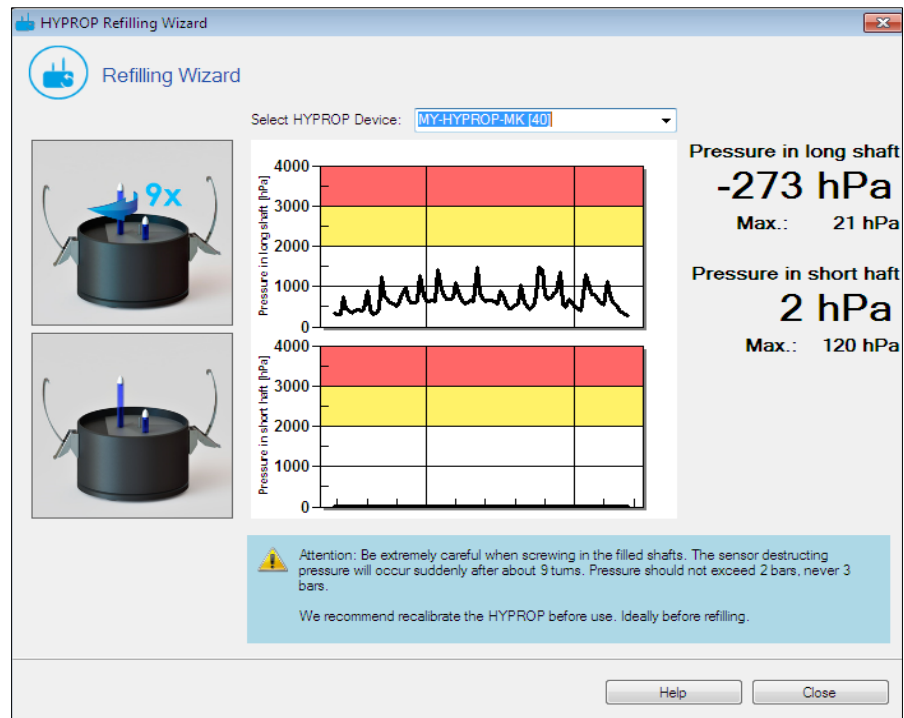 HYPROP Refilling Wizard
Refilling Wizard
Select HYPROP Device: MY-HYPROP-MK [40]
9x
Pressure in long shaft [hPa]
4000
3000
2000
1000
0
Pressure in long shaft
-273 hPa
Max.: 21 hPa
Pressure in short haft
2 hPa
Max.: 120 hPa
Pressure in short haft [hPa]
4000
3000
2000
1000
0
Attention: Be extremely careful when screwing in the filled shafts. The sensor destructing
pressure will occur suddenly after about 9 turns. Pressure should not exceed 2 bars, never 3
bars.
We recommend recalibrate the HYPROP before use. Ideally before refilling.
Help
Close